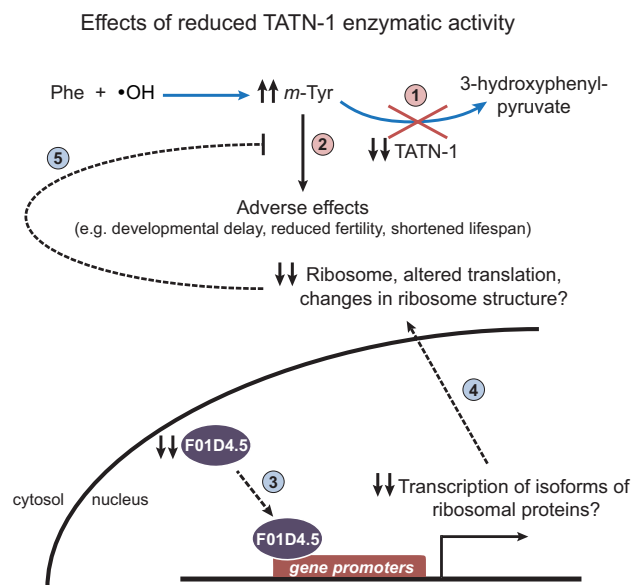 Effects of reduced TATN-1 enzymatic activity
Phe + •OH
m-Tyr
1
3-hydroxyphenyl-
pyruvate
TATN-1
2
5
Adverse effects
(e.g. developmental delay, reduced fertility, shortened lifespan)
Ribosome, altered translation,
changes in ribosome structure?
4
F01D4.5
3
cytosol
nucleus
Transcription of isoforms of
ribosomal proteins?
F01D4.5
gene promoters